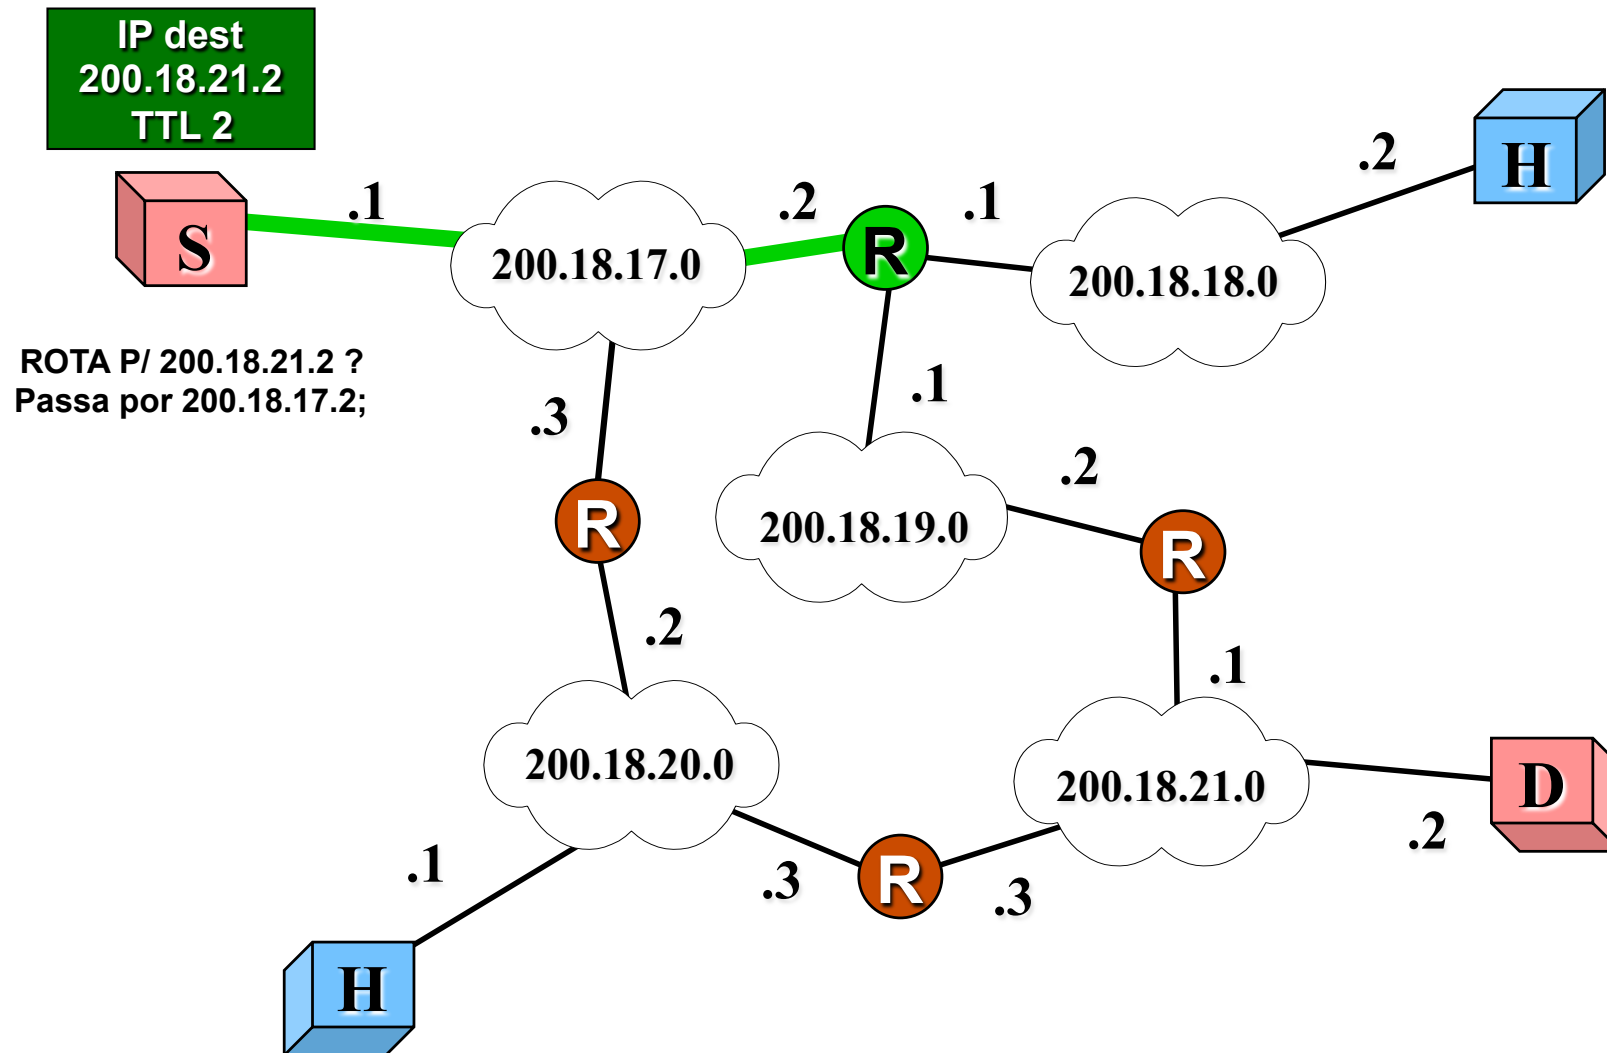 IP dest
200.18.21.2
TTL 2
S
.1
200.18.17.0
.2
R
.1
200.18.18.0
.2
H
ROTA P/ 200.18.21.2 ?
Passa por 200.18.17.2;
.3
.1
R
200.18.19.0
.2
R
.2
.1
200.18.20.0
200.18.21.0
D
.2
.1
.3
R
.3
H